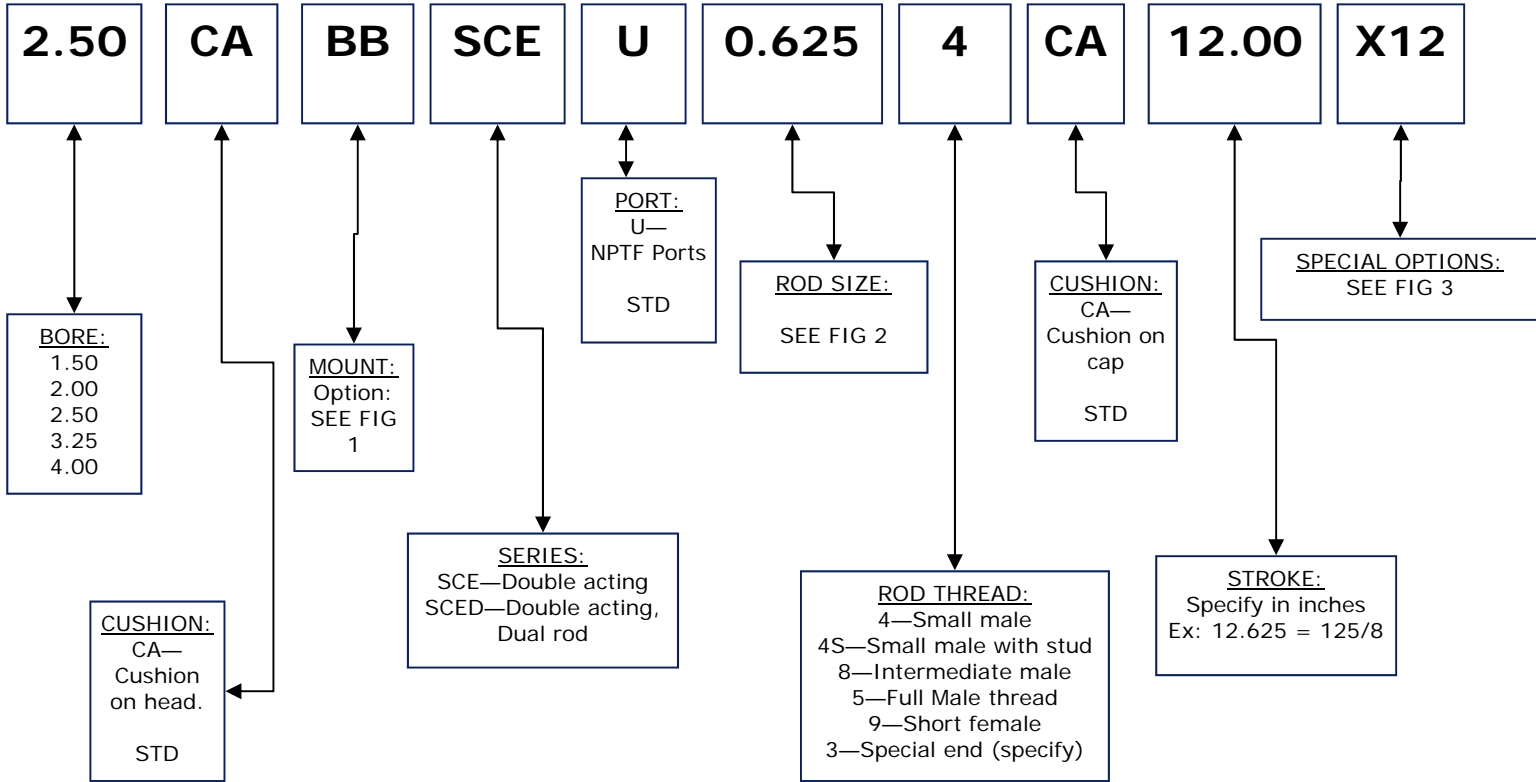 2.50 CA BB SCE U 0.625 4 CA 12.00 X12
BORE:
1.50
2.00
2.50
3.25
4.00
CUSHION:
CA—
Cushion
on head.
STD
MOUNT:
Option:
SEE FIG
1
SERIES:
SCE—Double acting
SCED—Double acting,
Dual rod
PORT:
U—
NPTF Ports
STD
ROD SIZE:
SEE FIG 2
ROD THREAD:
4—Small male
4S—Small male with stud
8—Intermediate male
5—Full Male thread
9—Short female
3—Special end (specify)
CUSHION:
CA—
Cushion on
cap
STD
STROKE:
Specify in inches
Ex: 12.625 = 125/8
SPECIAL OPTIONS:
SEE FIG 3